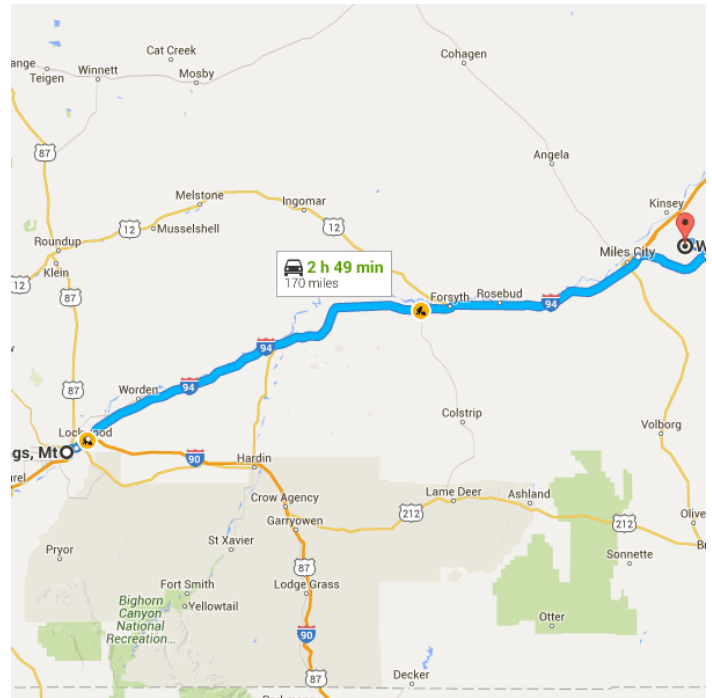 Cat Creek
Cohagen
ange
Teigen
Winnett
Mosby
87
Angela
Melstone
Ingomar
Kinsey
12
Musselshell
12
Roundup
Klein
2 h 49 min
170 miles
Miles City
W
12
Forsyth
Rosebud
94
87
94
94
Worden
Colstrip
Volborg
Lockwood
gs, Mt
90
Hardin
urel
Crow Agency
Lame Deer
Ashland
212
212
Garryowen
Olive
Br
Pryor
St Xavier
Sonnette
87
Fort Smith
Lodge Grass
Yellowtail
Bighorn
Canyon
National
Recreation...
Otter
90
87
Decker